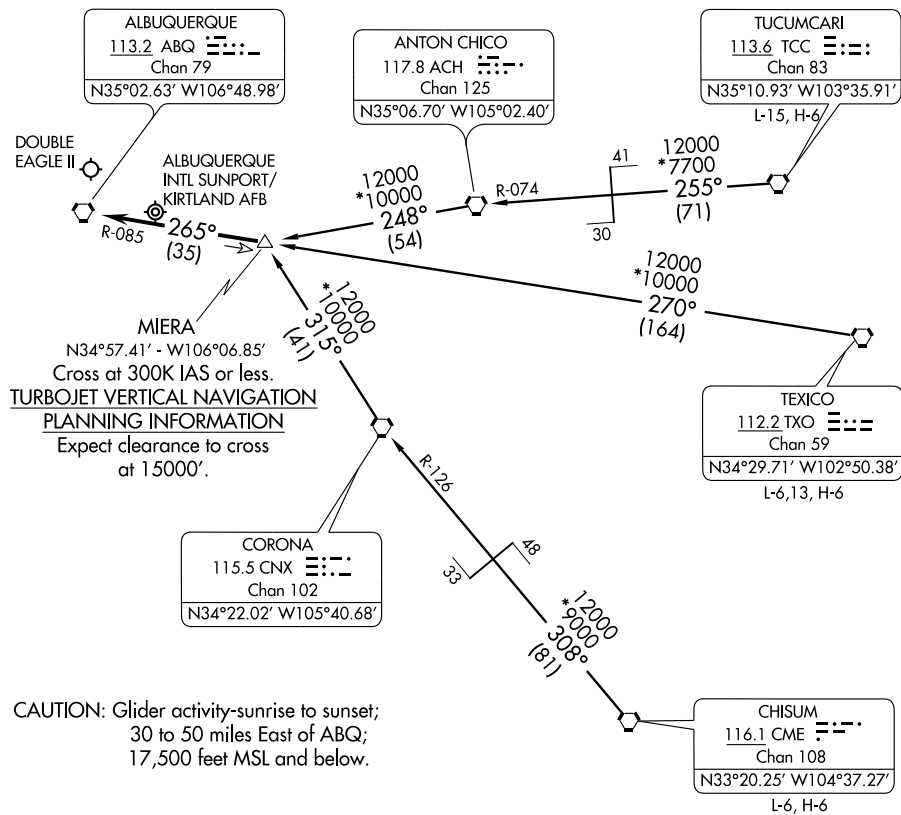 ALBUQUERQUE
113.2 ABQ
Chan 79
N35°02.63' W106°48.98'
ANTON CHICO
117.8 ACH
Chan 125
N35°06.70' W105°02.40'
TUCUMCARI
113.6 TCC
Chan 83
N35°10.93' W103°35.91'
L-15, H-6
DOUBLE
EAGLE II
ALBUQUERQUE
INTL SUNPORT/
KIRTLAND AFB
R-085
265°
(35)
12000
*10000
248°
(54)
R-074
41
30
12000
*7700
255°
(71)
12000
*10000
270°
(164)
12000
*10000
315°
(41)
MIERA
N34°57.41' - W106°06.85'
Cross at 300K IAS or less.
TURBOJET VERTICAL NAVIGATION
PLANNING INFORMATION
Expect clearance to cross
at 15000'.
TEXICO
112.2 TXO
Chan 59
N34°29.71' W102°50.38'
L-6,13, H-6
R-126
CORONA
115.5 CNX
Chan 102
N34°22.02' W105°40.68'
33
48
12000
*9000
308°
(81)
CAUTION: Glider activity-sunrise to sunset;
30 to 50 miles East of ABQ;
17,500 feet MSL and below.
CHISUM
116.1 CME
Chan 108
N33°20.25' W104°37.27'
L-6, H-6